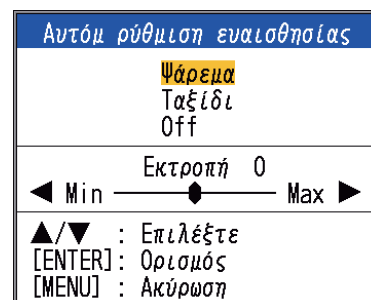 Αυτόμ ρύθμιση ευαισθησίας
Ψάρεμα
Ταξίδι
Off
Εκτροπή 0
◀ Min Max ▶
▲/▼ : Επιλέξτε
[ENTER]: Ορισμός
[MENU] : Ακύρωση